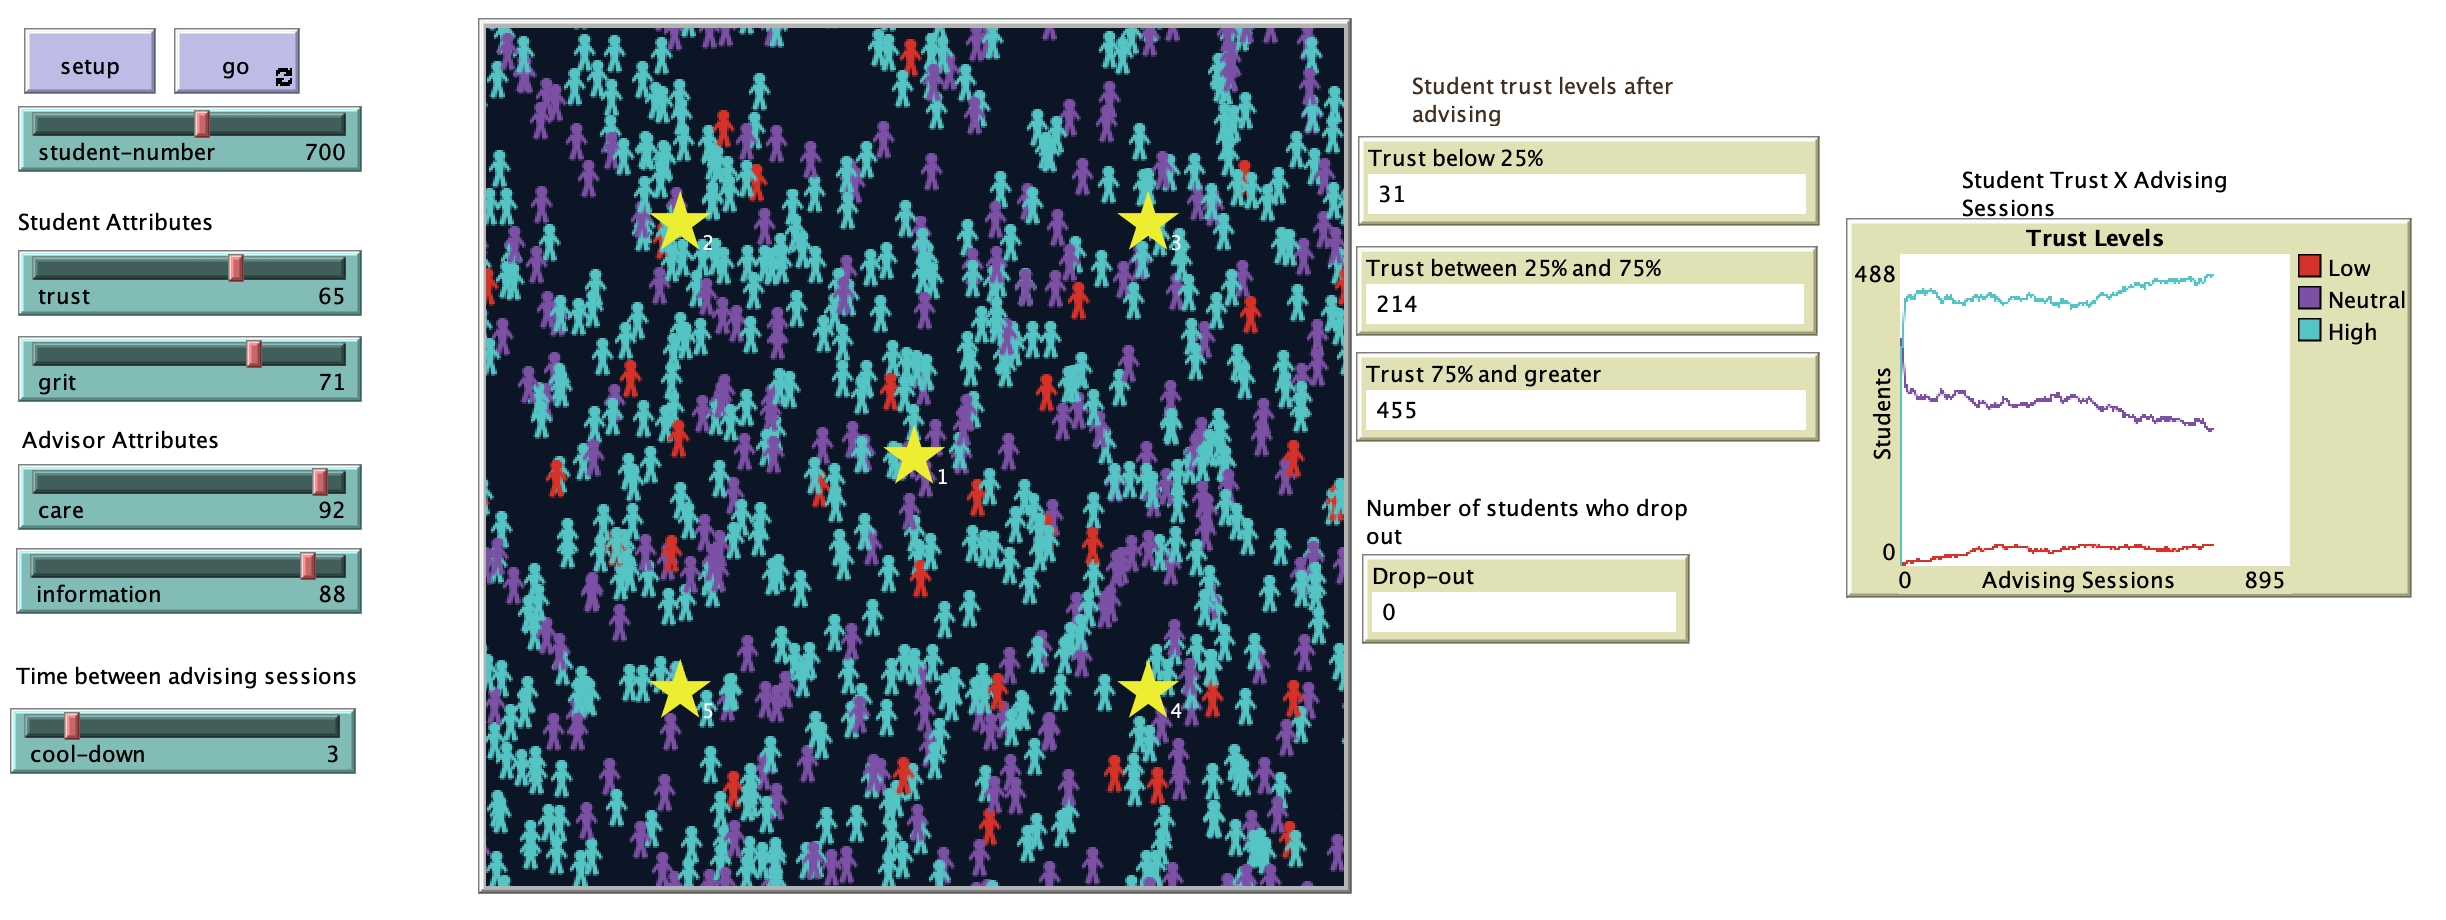 setup
go
student-number 700
Student Attributes
trust 65
grit 71
Advisor Attributes
care 92
information 88
Time between advising sessions
cool-down 3
2
3
1
5
4
Student trust levels after
advising
Trust below 25%
31
Trust between 25% and 75%
214
Trust 75% and greater
455
Number of students who drop
out
Drop-out
0
Student Trust X Advising
Sessions
Trust Levels
488
Students
0
0 Advising Sessions 895
Low
Neutral
High